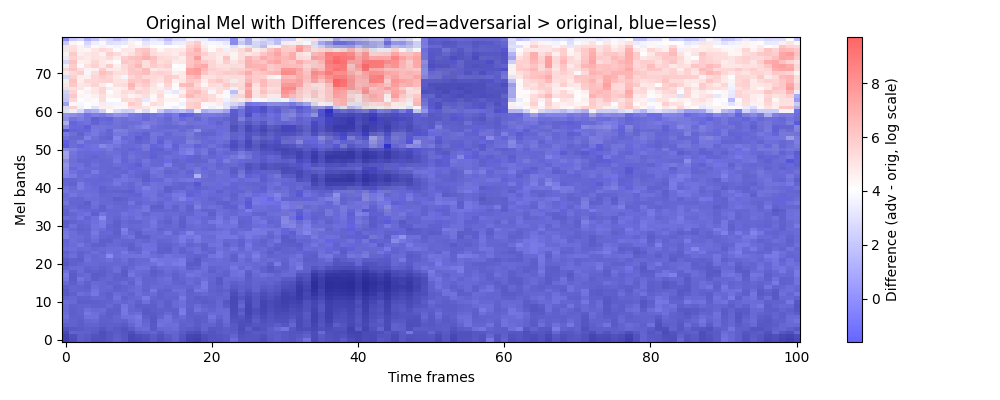 Original Mel with Differences (red=adversarial > original, blue=less)
Mel bands
70
60
50
40
30
20
10
0
0 20 40 60 80 100
Time frames
8
6
4
2
0
Difference (adv - orig, log scale)